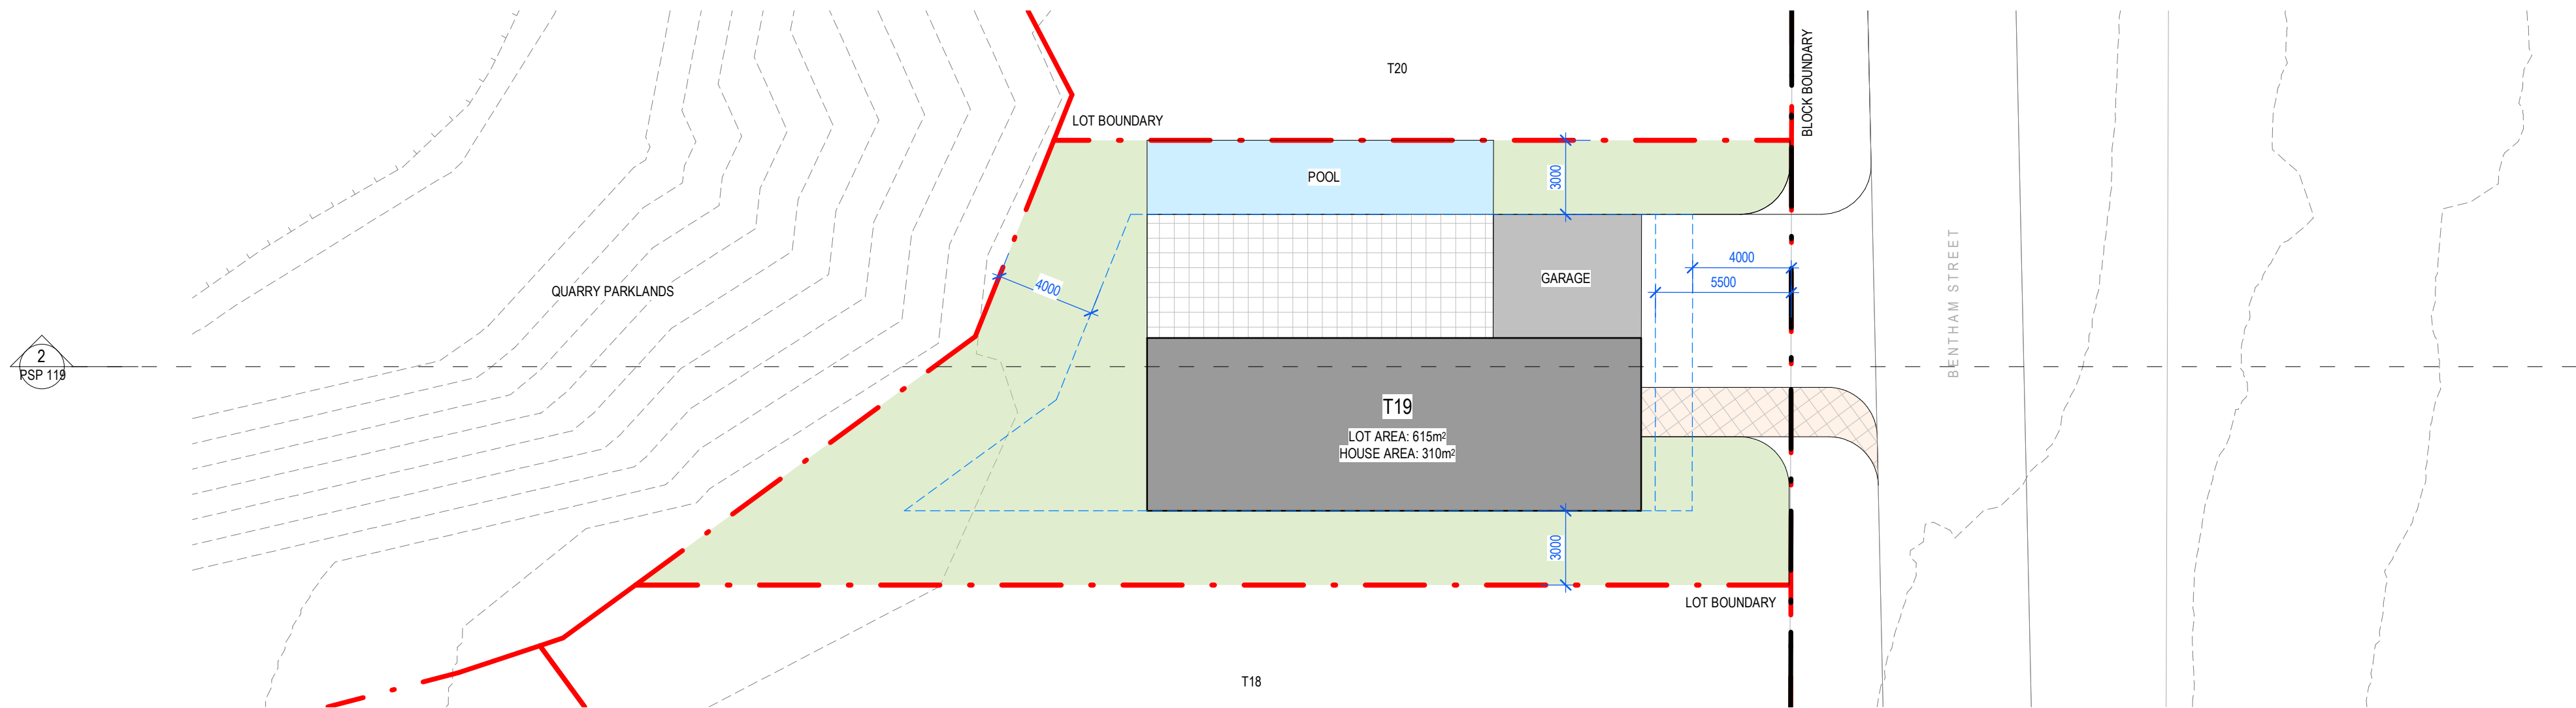 T20
BLOCK BOUNDARY
LOT BOUNDARY
POOL
3000
4000
GARAGE
5500
4000
QUARRY PARKLANDS
BENTHAM STREET
2
PSP 119
T19
LOT AREA: 615m²
HOUSE AREA: 310m²
3000
LOT BOUNDARY
T18